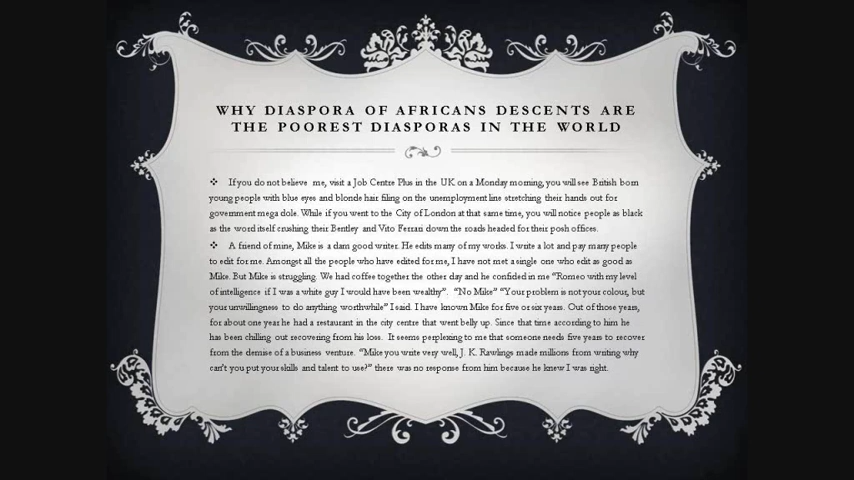 WHY DIASPORA OF AFRICANS DESCENTS ARE
THE POOREST DIASPORAS IN THE WORLD
❖ If you do not believe me, visit a Job Centre Plus in the UK on a Monday morning, you will see British born
young people with blue eyes and blonde hair filing on the unemployment line stretching their hands out for
government mega dole. While if you went to the City of London at that same time, you will notice people as black
as the word itself crushing their Bentley and Vito Ferrari down the roads headed for their posh offices.
❖ A friend of mine, Mike is a dam good writer. He edits many of my works. I write a lot and pay many people
to edit for me. Amongst all the people who have edited for me, I have not met a single one who edit as good as
Mike. But Mike is struggling. We had coffee together the other day and he confided in me “Romeo with my level
of intelligence if I was a white guy I would have been wealthy”. “No Mike” “Your problem is not your colour, but
your unwillingness to do anything worthwhile” I said. I have known Mike for five or six years. Out of those years,
for about one year he had a restaurant in the city centre that went belly up. Since that time according to him he
has been chilling out recovering from his loss. It seems perplexing to me that someone needs five years to recover
from the demise of a business venture. “Mike you write very well, J. K. Rawlings made millions from writing why
can’t you put your skills and talent to use?” there was no response from him because he knew I was right.